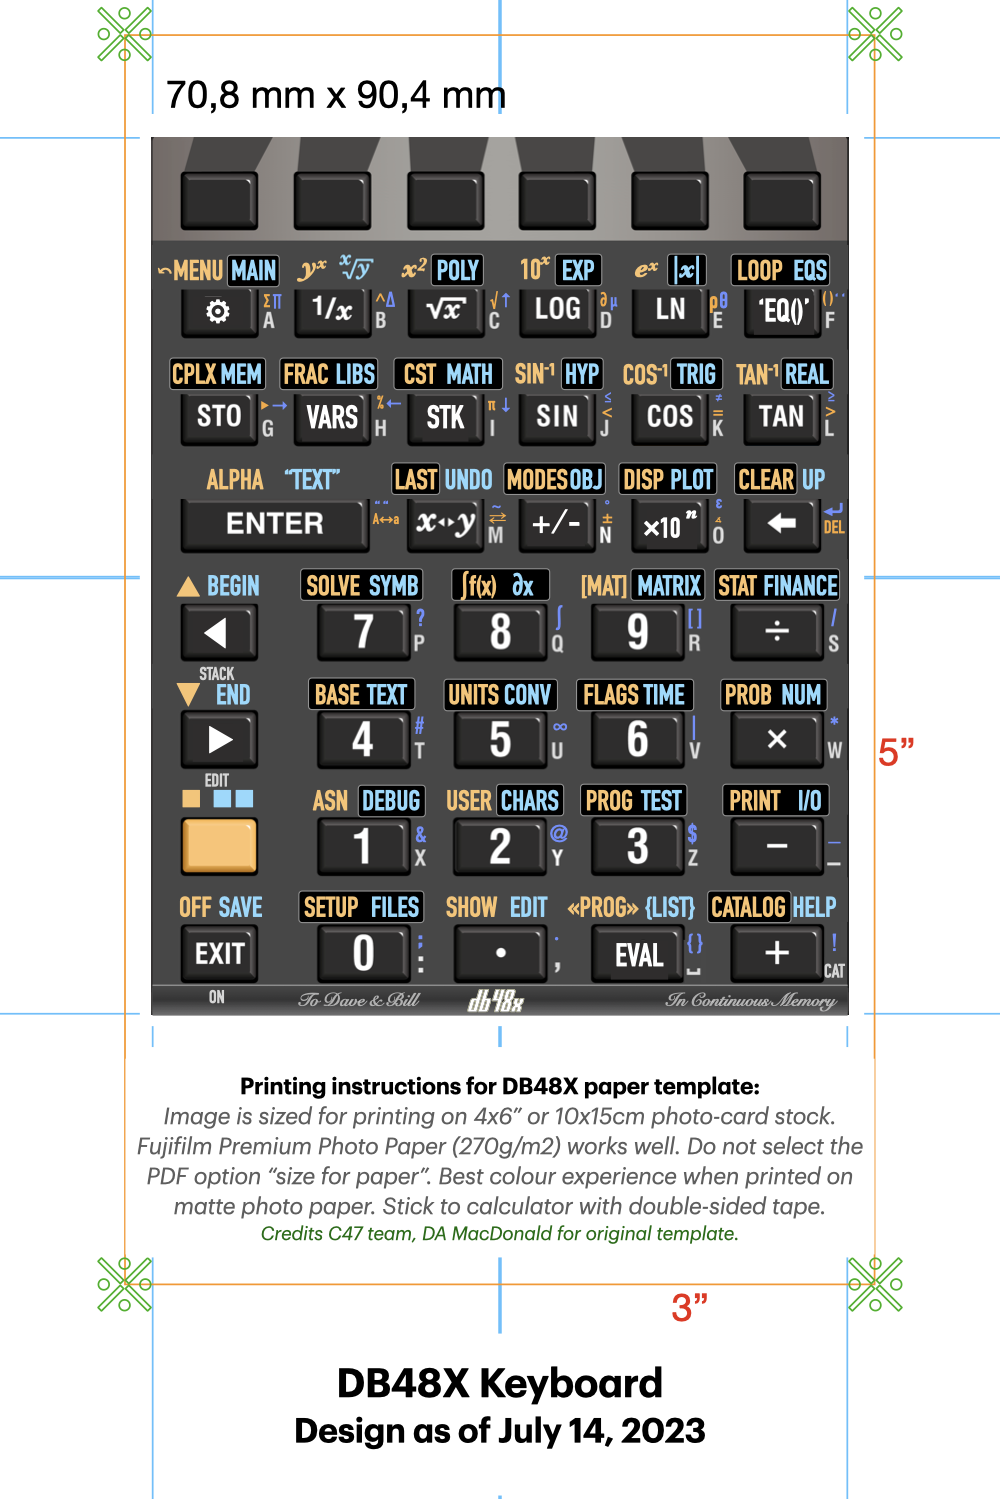 70,8 mm x 90,4 mm
MENU MAIN yˣ ˣ√y x² POLY 10ˣ EXP eˣ |x| LOOP EQS
Σ∏ ^Δ √↑ ∂μ ρθ ()
⚙ A 1/x B √x C LOG D LN E ‘EQ()’ F
CPLX MEM FRAC LIBS CST MATH SIN⁻¹ HYP COS⁻¹ TRIG TAN⁻¹ REAL
▸→ %← π↓ ≤ < ≠ = ≥ >
STO G VARS H STK I SIN J COS K TAN L
ALPHA “TEXT” LAST UNDO MODES OBJ DISP PLOT CLEAR UP
ENTER A↔a x↔y M +/- N ×10ⁿ O ← DEL
▲ BEGIN SOLVE SYMB ∫f(x) ∂x [MAT] MATRIX STAT FINANCE
◀ 7 ? P 8 ∫ Q 9 [] R ÷ / S
STACK
▼ END BASE TEXT UNITS CONV FLAGS TIME PROB NUM
▶ 4 # T 5 ∞ U 6 | V × * W
EDIT
ASN DEBUG USER CHARS PROG TEST PRINT I/O
1 & X 2 @ Y 3 $ Z − _ –
OFF SAVE SETUP FILES SHOW EDIT «PROG» {LIST} CATALOG HELP
EXIT 0 ; : . , EVAL {} ␣ + ! CAT
ON To Dave & Bill db48x In Continuous Memory
5”
Printing instructions for DB48X paper template:
Image is sized for printing on 4x6” or 10x15cm photo-card stock.
Fujifilm Premium Photo Paper (270g/m2) works well. Do not select the
PDF option “size for paper”. Best colour experience when printed on
matte photo paper. Stick to calculator with double-sided tape.
Credits C47 team, DA MacDonald for original template.
3”
DB48X Keyboard
Design as of July 14, 2023